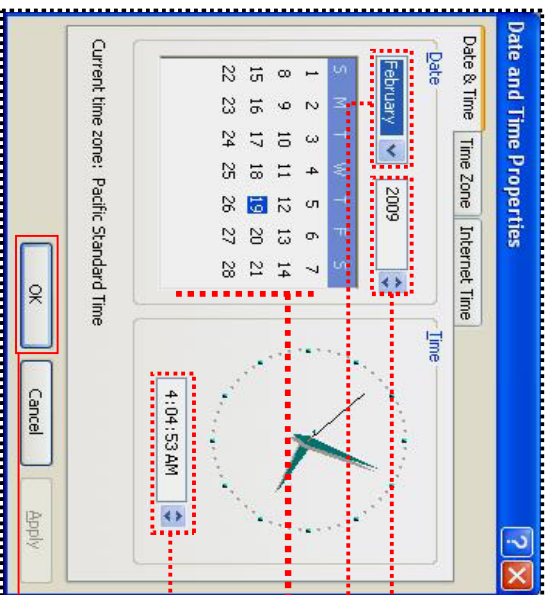 Date and Time Properties
Date & Time Time Zone Internet Time
Date
February 2009
S M T W T F S
1 2 3 4 5 6 7
8 9 10 11 12 13 14
15 16 17 18 19 20 21
22 23 24 25 26 27 28
Time
4:04:53 AM
Current time zone: Pacific Standard Time
OK Cancel Apply